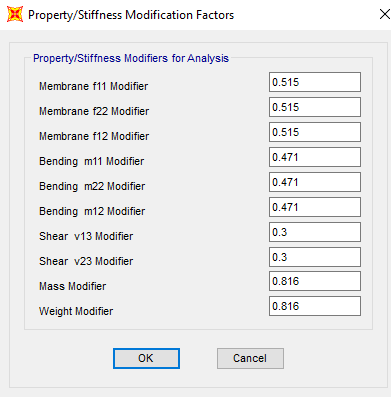 Property/Stiffness Modification Factors
Property/Stiffness Modifiers for Analysis
Membrane f11 Modifier 0.515
Membrane f22 Modifier 0.515
Membrane f12 Modifier 0.515
Bending m11 Modifier 0.471
Bending m22 Modifier 0.471
Bending m12 Modifier 0.471
Shear v13 Modifier 0.3
Shear v23 Modifier 0.3
Mass Modifier 0.816
Weight Modifier 0.816
OK Cancel